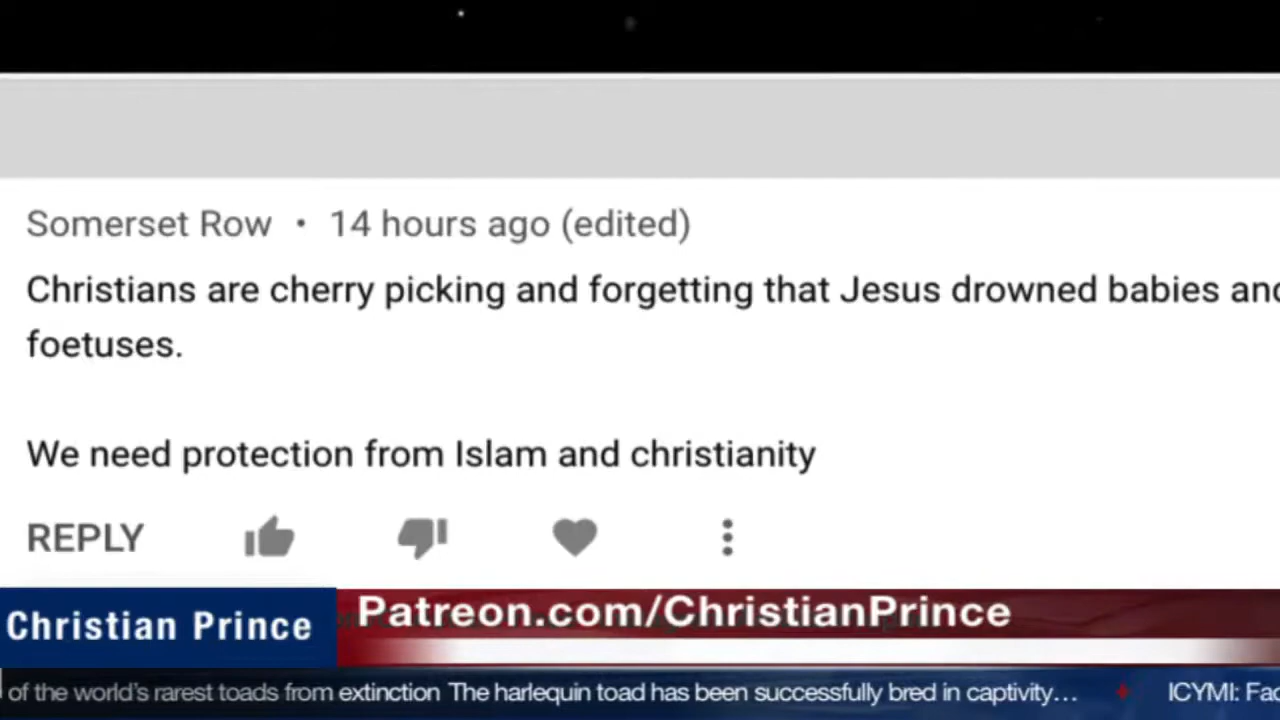 Somerset Row • 14 hours ago (edited)
Christians are cherry picking and forgetting that Jesus drowned babies and
foetuses.
We need protection from Islam and christianity
REPLY
Christian Prince
Patreon.com/ChristianPrince
of the world's rarest toads from extinction The harlequin toad has been successfully bred in captivity… ICYMI: